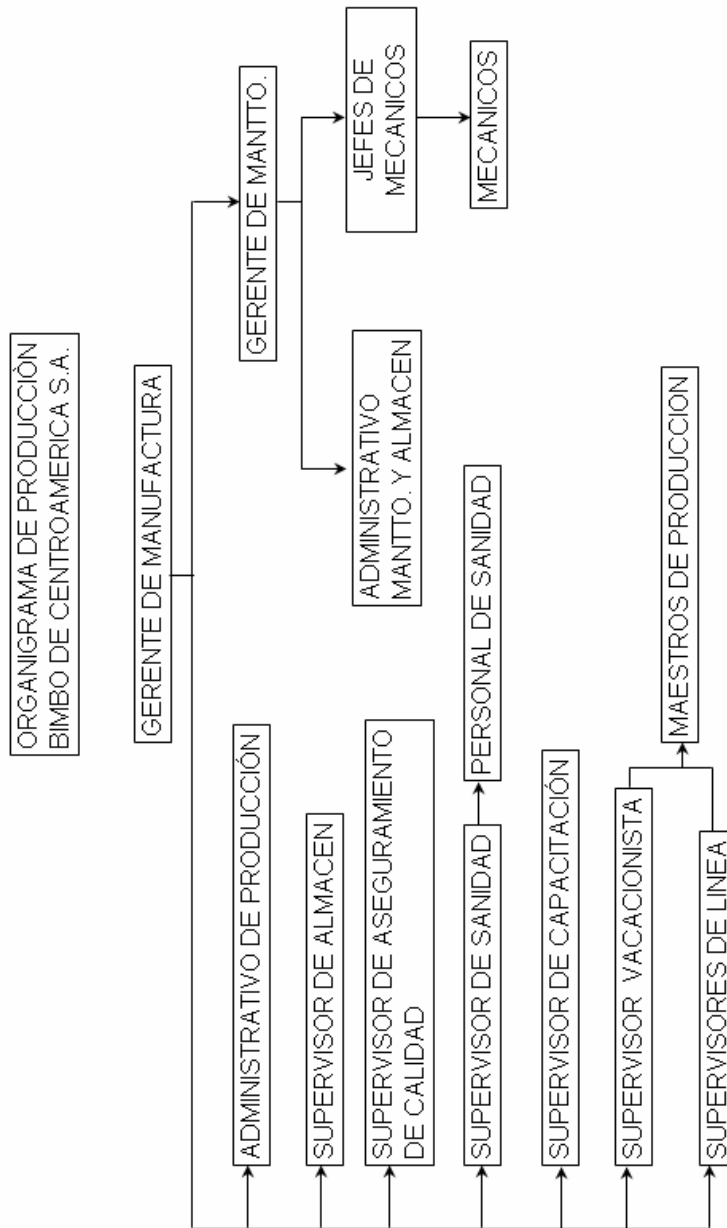 ORGANIGRAMA DE PRODUCCIÒN
BIMBO DE CENTROAMERICA S.A.
GERENTE DE MANUFACTURA
GERENTE DE MANTTO.
ADMINISTRATIVO DE PRODUCCIÓN
SUPERVISOR DE ALMACEN
SUPERVISOR DE ASEGURAMIENTO
DE CALIDAD
ADMINISTRATIVO
MANTTO. Y ALMACEN
JEFES DE
MECANICOS
MECANICOS
SUPERVISOR DE SANIDAD
PERSONAL DE SANIDAD
SUPERVISOR DE CAPACITACIÓN
SUPERVISOR VACACIONISTA
SUPERVISORES DE LINEA
MAESTROS DE PRODUCCION